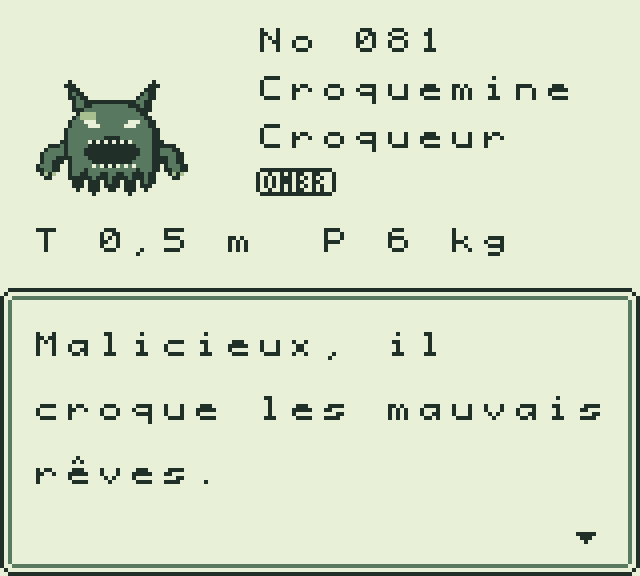 No 081
Croquemine
Croqueur
OMBR
T 0,5 m P 6 kg
Malicieux, il
croque les mauvais
rêves.